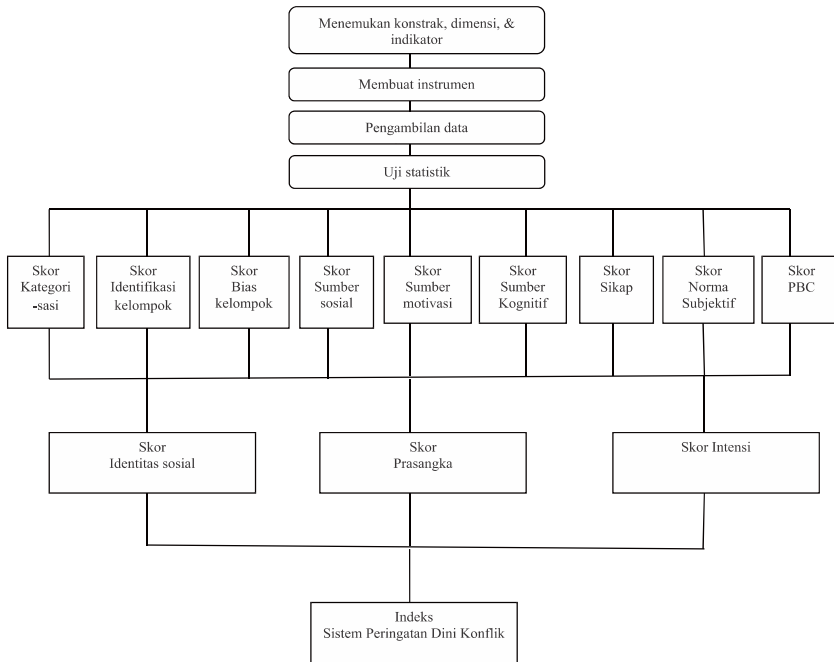 Menemukan konstrak, dimensi, &
indikator
Membuat instrumen
Pengambilan data
Uji statistik
Skor
Kategori
-sasi
Skor
Identifikasi
kelompok
Skor
Bias
kelompok
Skor
Sumber
sosial
Skor
Sumber
motivasi
Skor
Sumber
Kognitif
Skor
Sikap
Skor
Norma
Subjektif
Skor
PBC
Skor
Identitas sosial
Skor
Prasangka
Skor Intensi
Indeks
Sistem Peringatan Dini Konflik